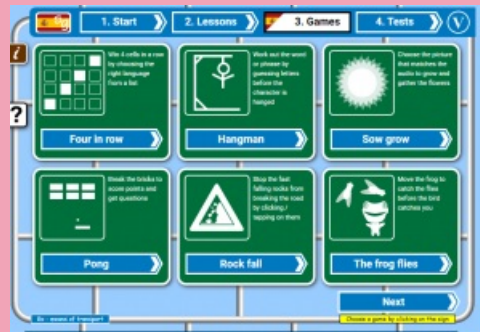 1. Start
2. Lessons
3. Games
4. Tests
V
i
?
Win 4 cells in a row
by choosing the
right language
from a list
Four in row
Work out the word
or phrase by
guessing letters
before the
character is
hanged
Hangman
Choose the picture
that matches the
audio to grow and
gather the flowers
Sow grow
Break the bricks to
score points and
get questions
Pong
Stop the fast
falling rocks from
breaking the road
by clicking /
tapping on them
Rock fall
Move the frog to
catch the flies
before the bird
catches you
The frog flies
Next
means of transport
Choose a game by clicking on the sign